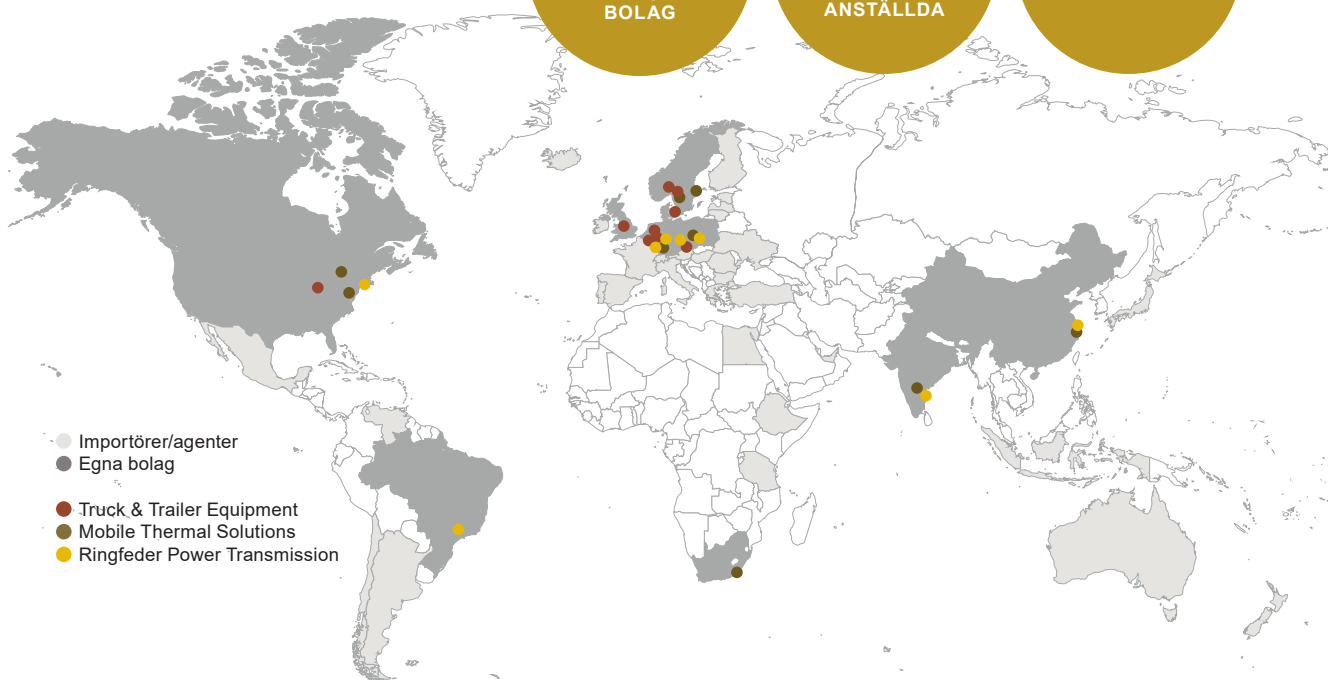 BOLAG
ANSTÄLLDA
Importörer/agenter
Egna bolag
Truck & Trailer Equipment
Mobile Thermal Solutions
Ringfeder Power Transmission